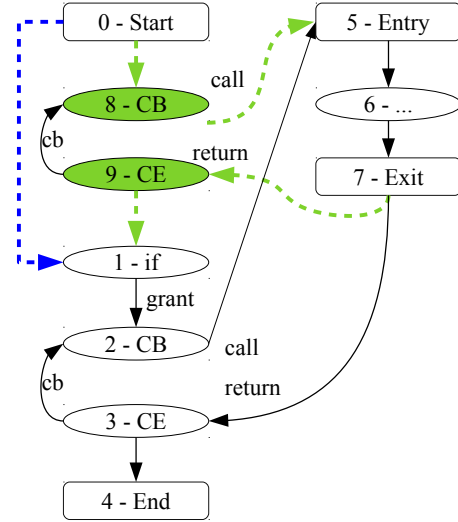 0 - Start
5 - Entry
call
8 - CB
6 - ...
cb
return
9 - CE
7 - Exit
1 - if
grant
2 - CB
call
cb
return
3 - CE
4 - End